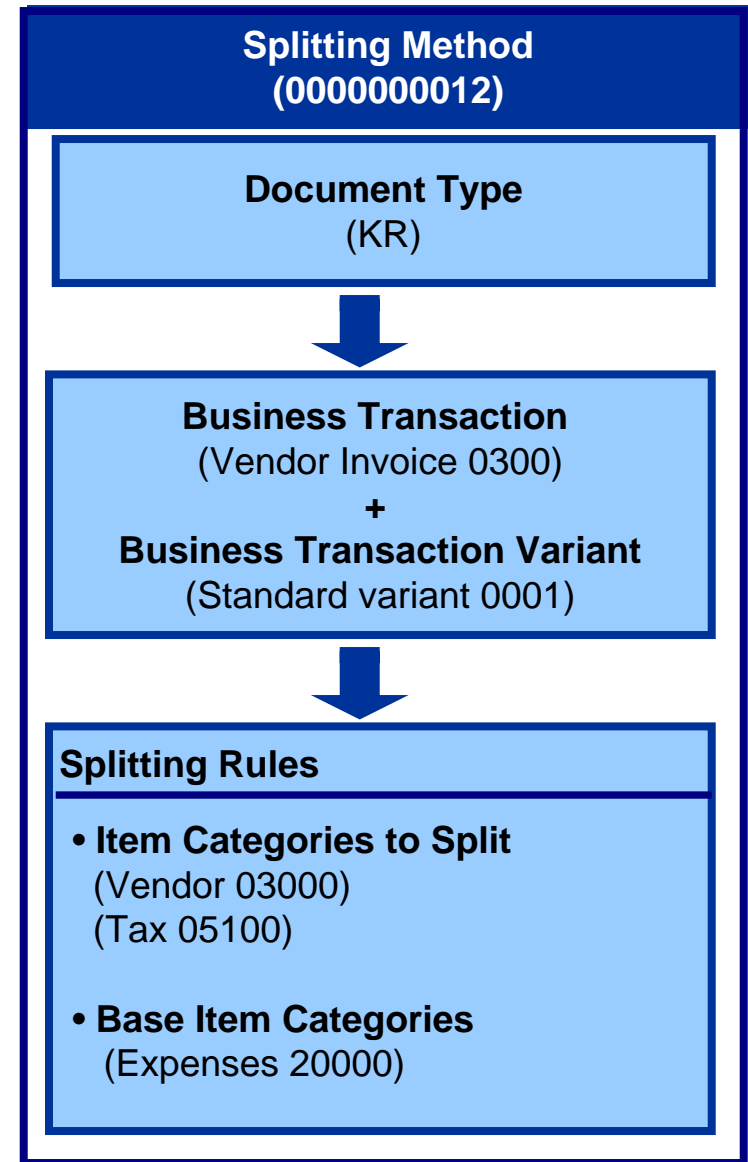 Splitting Method
(0000000012)
Document Type
(KR)
Business Transaction
(Vendor Invoice 0300)
+
Business Transaction Variant
(Standard variant 0001)
Splitting Rules
• Item Categories to Split
(Vendor 03000)
(Tax 05100)
• Base Item Categories
(Expenses 20000)